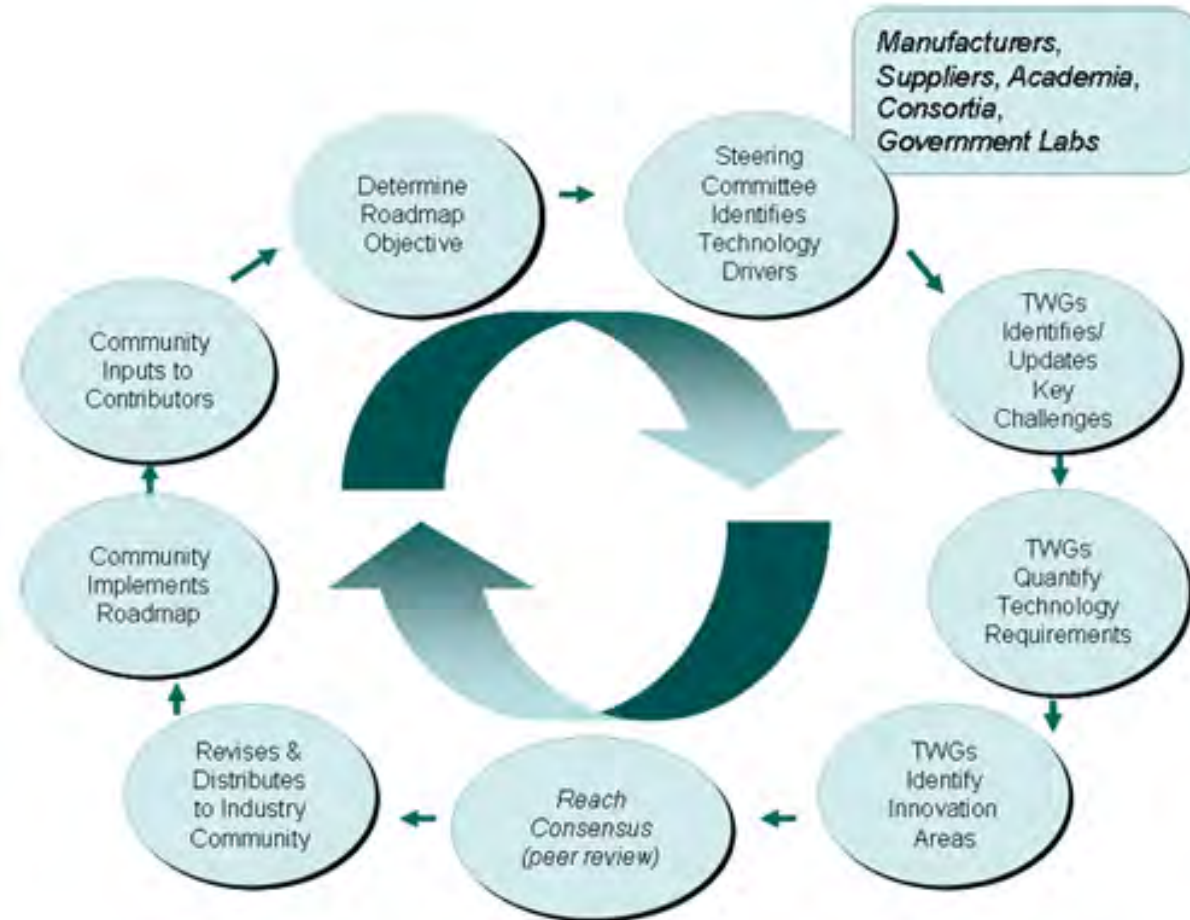 Manufacturers,
Suppliers, Academia,
Consortia,
Government Labs
Determine
Roadmap
Objective
Steering
Committee
Identifies
Technology
Drivers
TWGs
Identifies/
Updates
Key
Challenges
TWGs
Quantify
Technology
Requirements
TWGs
Identify
Innovation
Areas
Reach
Consensus
(peer review)
Revises &
Distributes
to Industry
Community
Community
Implements
Roadmap
Community
Inputs to
Contributors